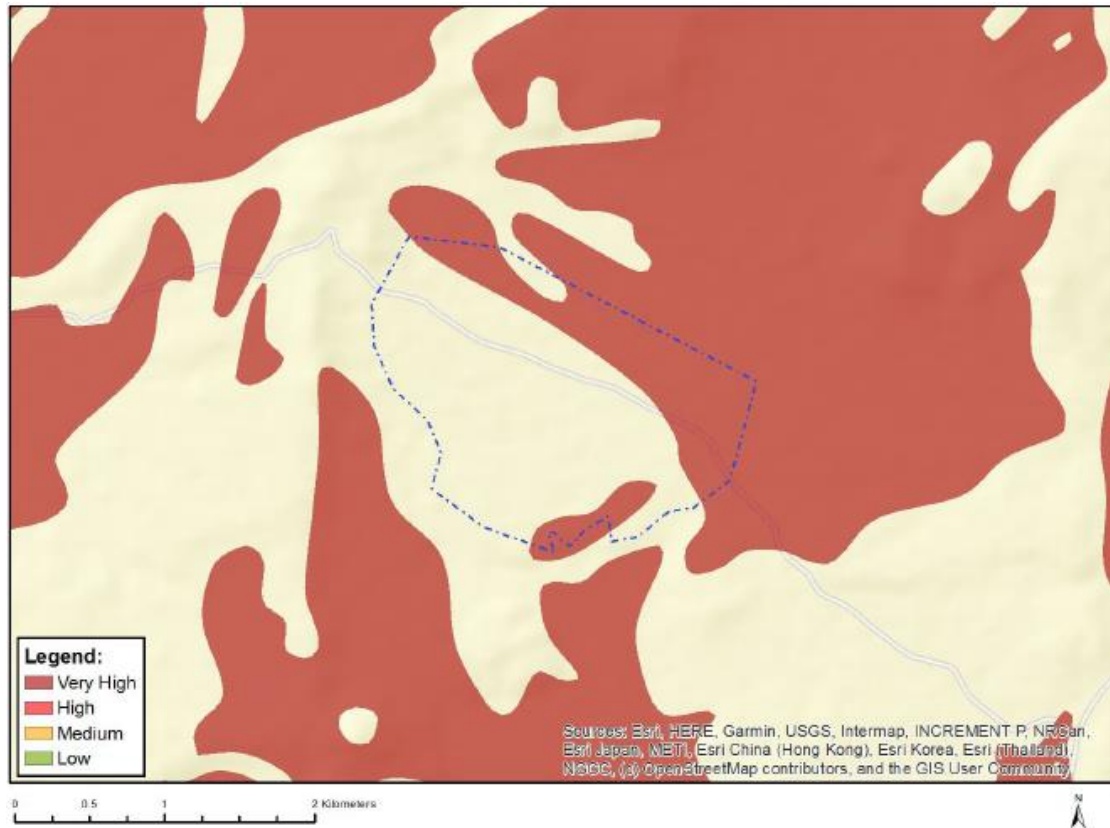 Legend:
Very High
High
Medium
Low
Sources: Esri, HERE, Garmin, USGS, Intermap, INCREMENT P, NRCan,
Esri Japan, METI, Esri China (Hong Kong), Esri Korea, Esri (Thailand),
NGCC, (c) OpenStreetMap contributors, and the GIS User Community
0 0.5 1 2 Kilometers
N